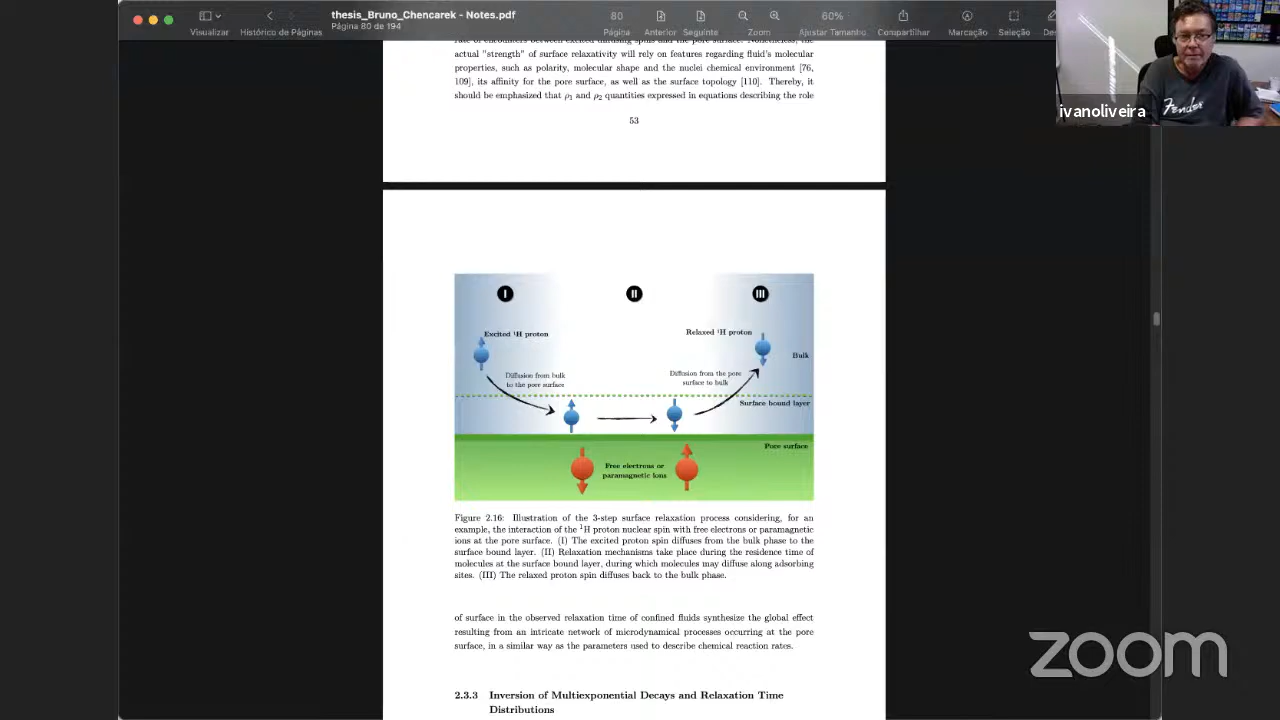 thesis_Bruno_Chencarek - Notes.pdf
Página 80 de 194
Visualizar
Histórico de Páginas
80
Página
Anterior
Seguinte
Zoom
60%
Ajustar Tamanho
Compartilhar
Marcação
Seleção
actual "strength" of surface relaxativity will rely on features regarding fluid's molecular
properties, such as polarity, molecular shape and the nuclei chemical environment [76,
109], its affinity for the pore surface, as well as the surface topology [110]. Thereby, it
should be emphasized that ρ₁ and ρ₂ quantities expressed in equations describing the role
53
ivanoliveira
Fender
I
II
III
Excited ¹H proton
Relaxed ¹H proton
Bulk
Diffusion from bulk
to the pore surface
Diffusion from the pore
surface to bulk
Surface bound layer
Pore surface
Free electrons or
paramagnetic ions
Figure 2.16: Illustration of the 3-step surface relaxation process considering, for an
example, the interaction of the ¹H proton nuclear spin with free electrons or paramagnetic
ions at the pore surface. (I) The excited proton spin diffuses from the bulk phase to the
surface bound layer. (II) Relaxation mechanisms take place during the residence time of
molecules at the surface bound layer, during which molecules may diffuse along adsorbing
sites. (III) The relaxed proton spin diffuses back to the bulk phase.
of surface in the observed relaxation time of confined fluids synthesize the global effect
resulting from an intricate network of microdynamical processes occurring at the pore
surface, in a similar way as the parameters used to describe chemical reaction rates.
2.3.3 Inversion of Multiexponential Decays and Relaxation Time
Distributions
zoom